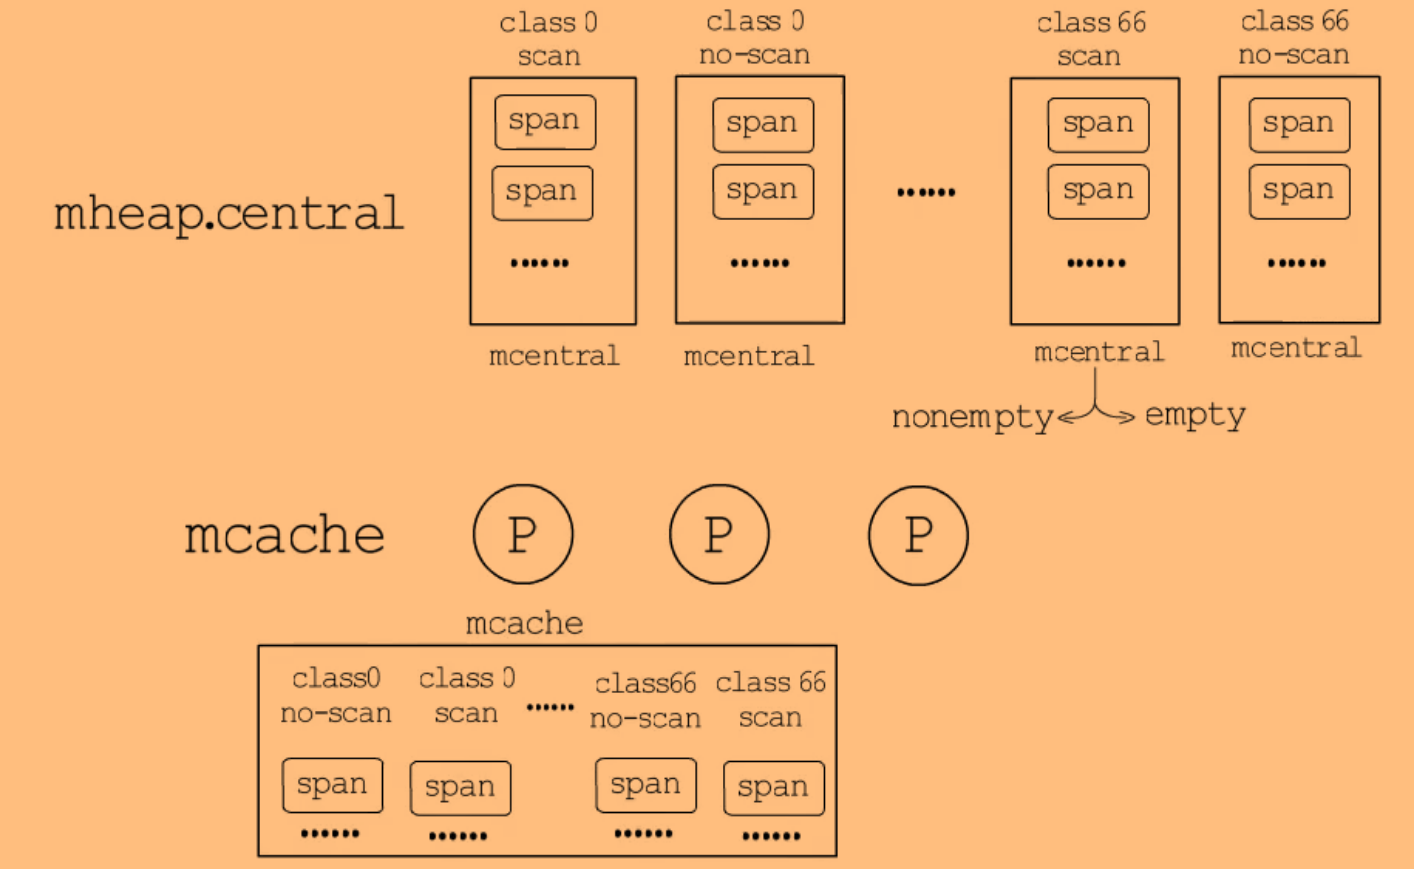 class 0 class 0 class 66 class 66
scan no-scan scan no-scan
span span span span
span span span span
mheap.central ......
...... ...... ...... ......
mcentral mcentral mcentral mcentral
nonempty empty
mcache P P P
mcache
class0 class 0 ...... class66 class 66
no-scan scan no-scan scan
span span span span
...... ...... ...... ......